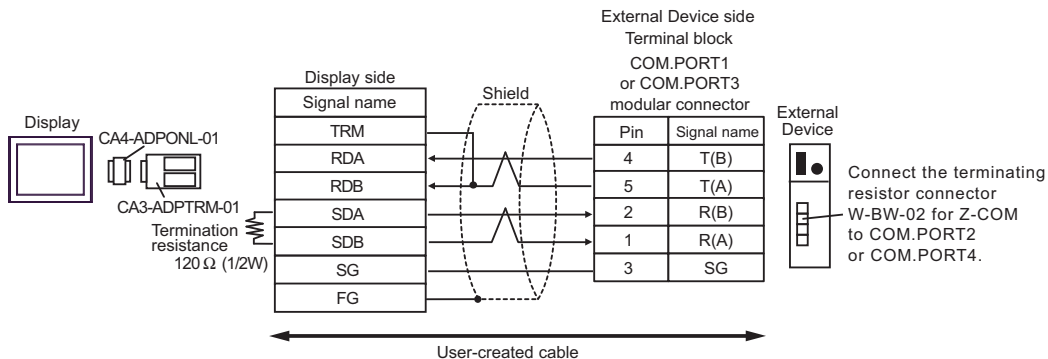 External Device side
Terminal block
COM.PORT1
or COM.PORT3
modular connector
Display side
Shield
Signal name
Pin Signal name
External
Device
Display
CA4-ADPONL-01
CA3-ADPTRM-01
TRM
RDA 4 T(B)
RDB 5 T(A)
SDA 2 R(B)
SDB 1 R(A)
SG 3 SG
FG
Termination
resistance
120 Ω (1/2W)
Connect the terminating
resistor connector
W-BW-02 for Z-COM
to COM.PORT2
or COM.PORT4.
User-created cable